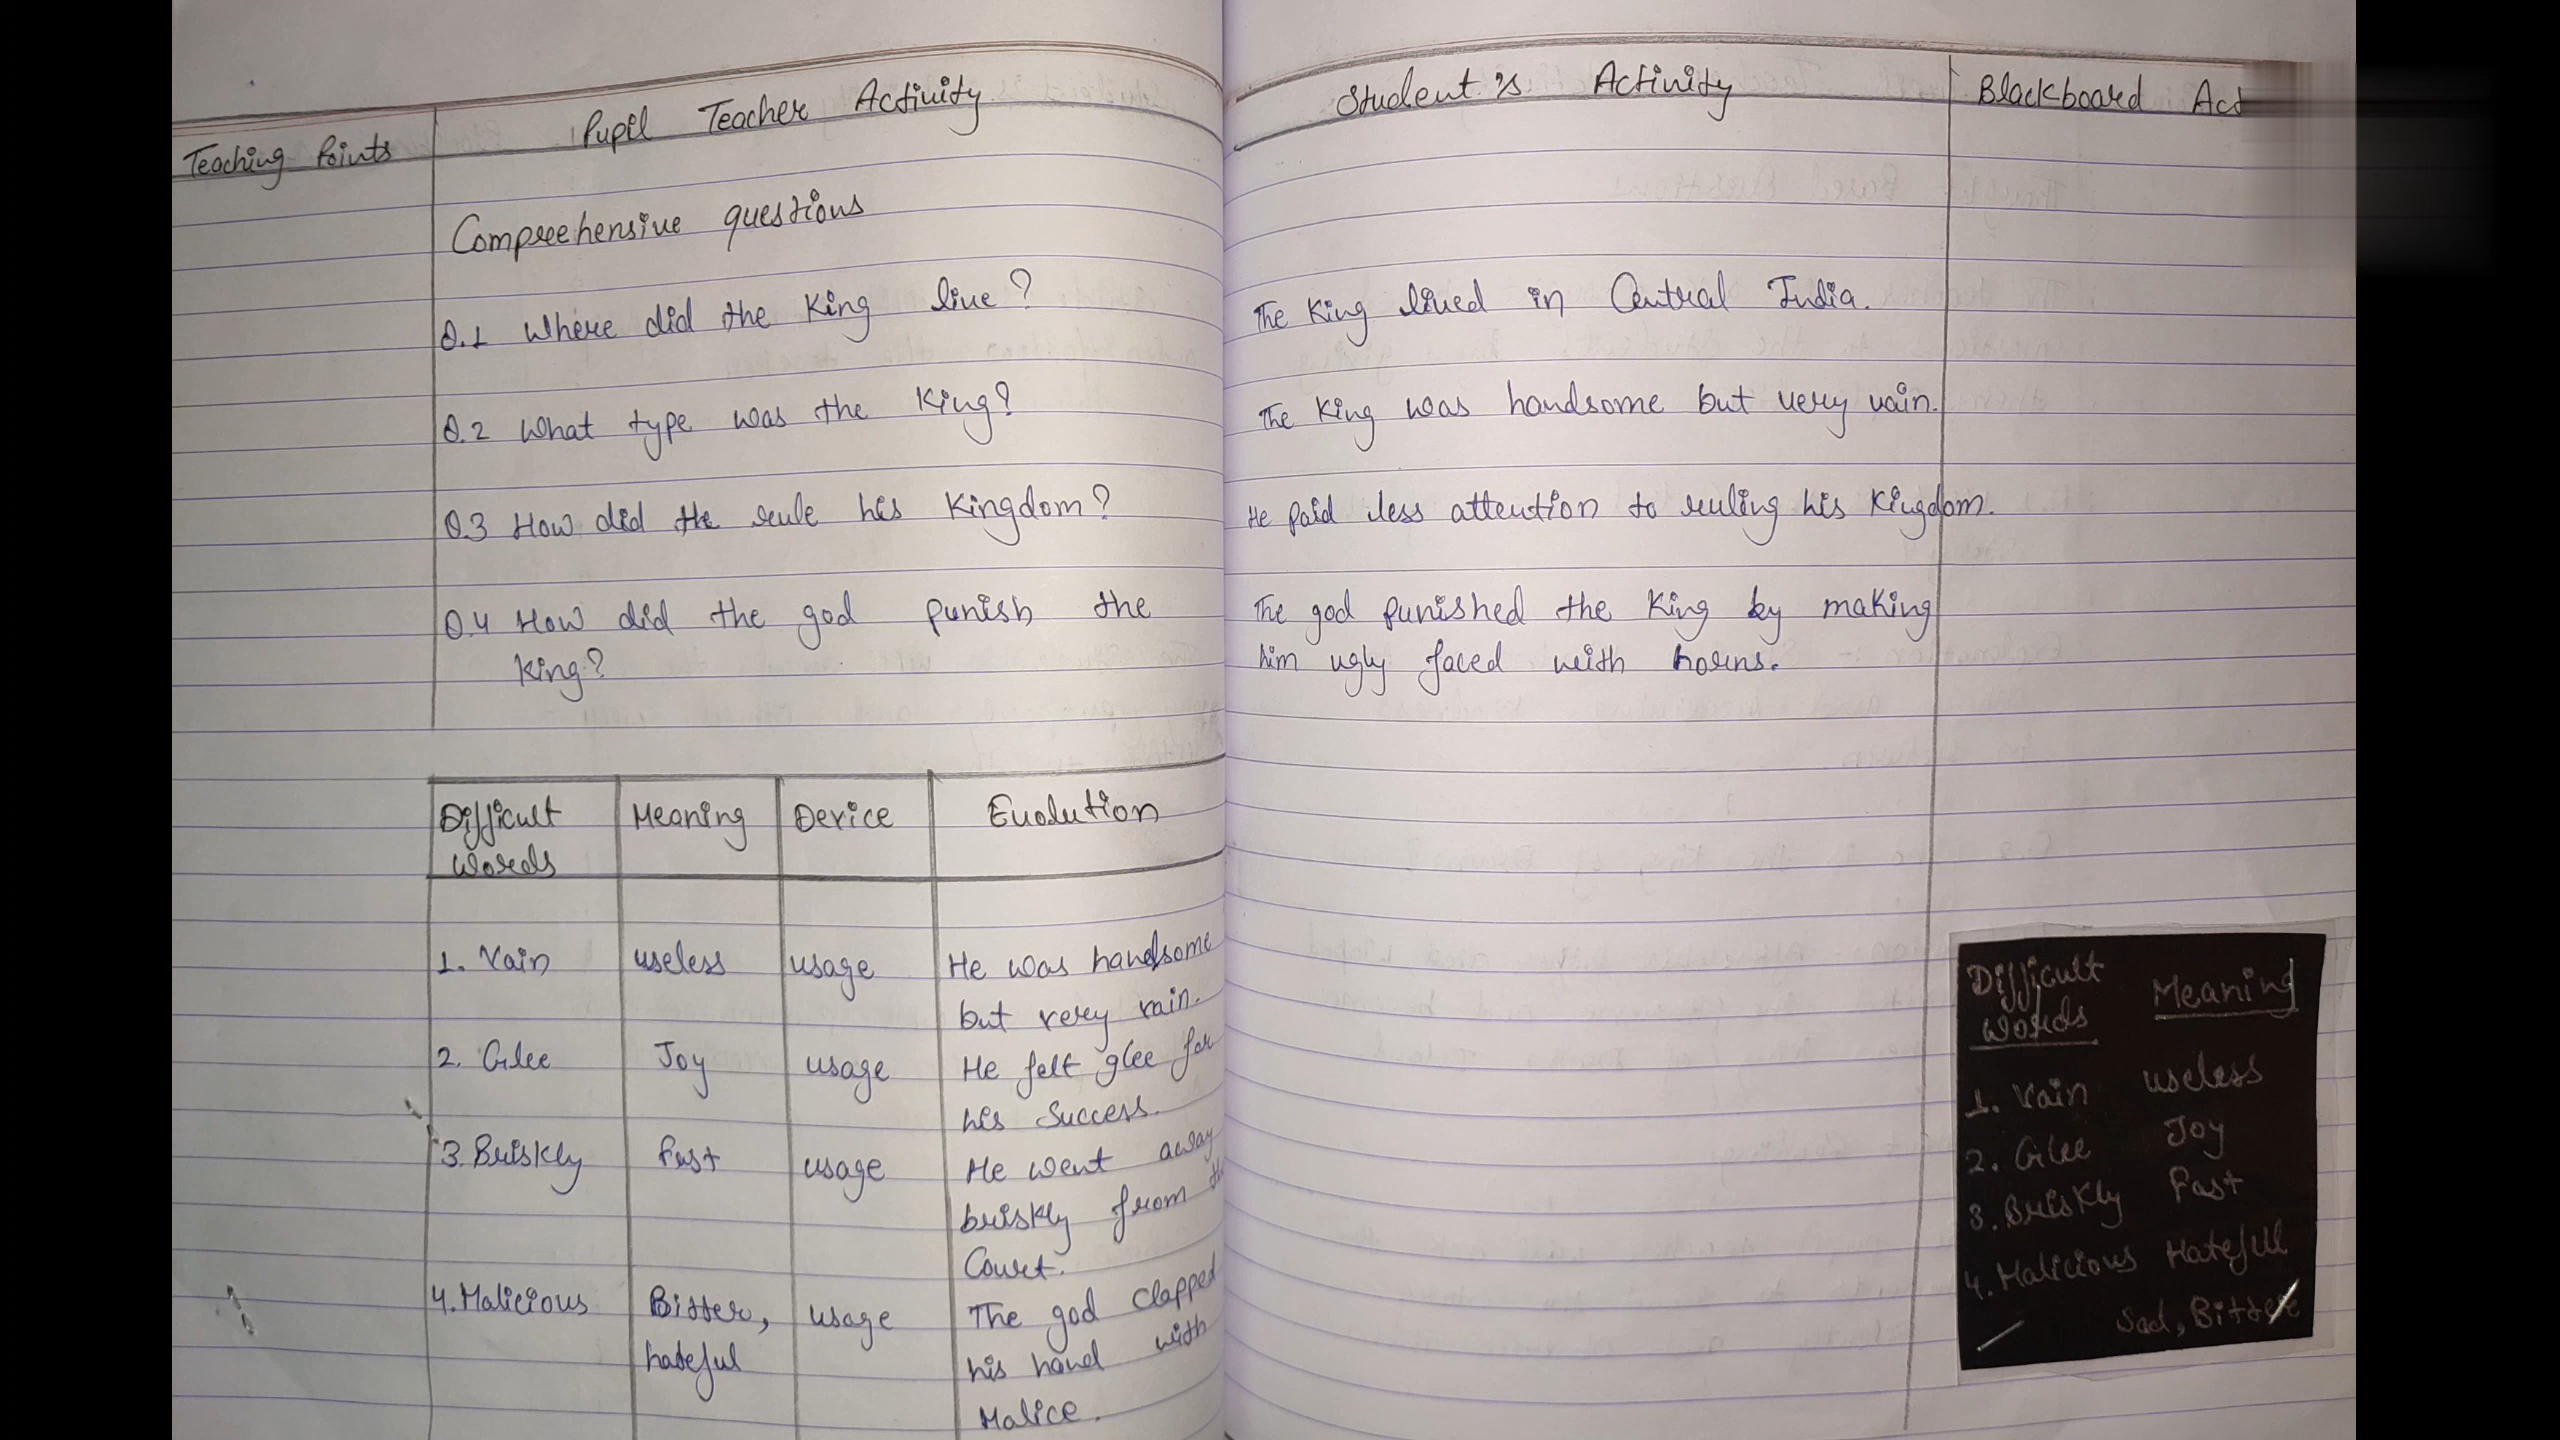 Teaching Points
Pupil Teacher Activity
Comprehensive questions
Q.1 Where did the King live?
Q.2 What type was the King?
Q.3 How did the rule his Kingdom?
Q.4 How did the god punish the
King?
Difficult Words
Meaning
Device
Evolution
1. Vain
useless
usage
He was handsome
but very vain.
2. Glee
Joy
usage
He felt glee for
his Success.
3. Briskly
fast
usage
He went away
briskly from the
Court.
4. Malicious
Bitter,
hateful
usage
The god clapped
his hand with
Malice.
Student's Activity
Blackboard Act
The King lived in Central India.
The King was handsome but very vain.
He paid less attention to ruling his Kingdom.
The god punished the King by making
him ugly faced with horns.
Difficult Words
Meaning
1. Vain useless
2. Glee Joy
3. Briskly Fast
4. Malicious Hateful
Sad, Bitter